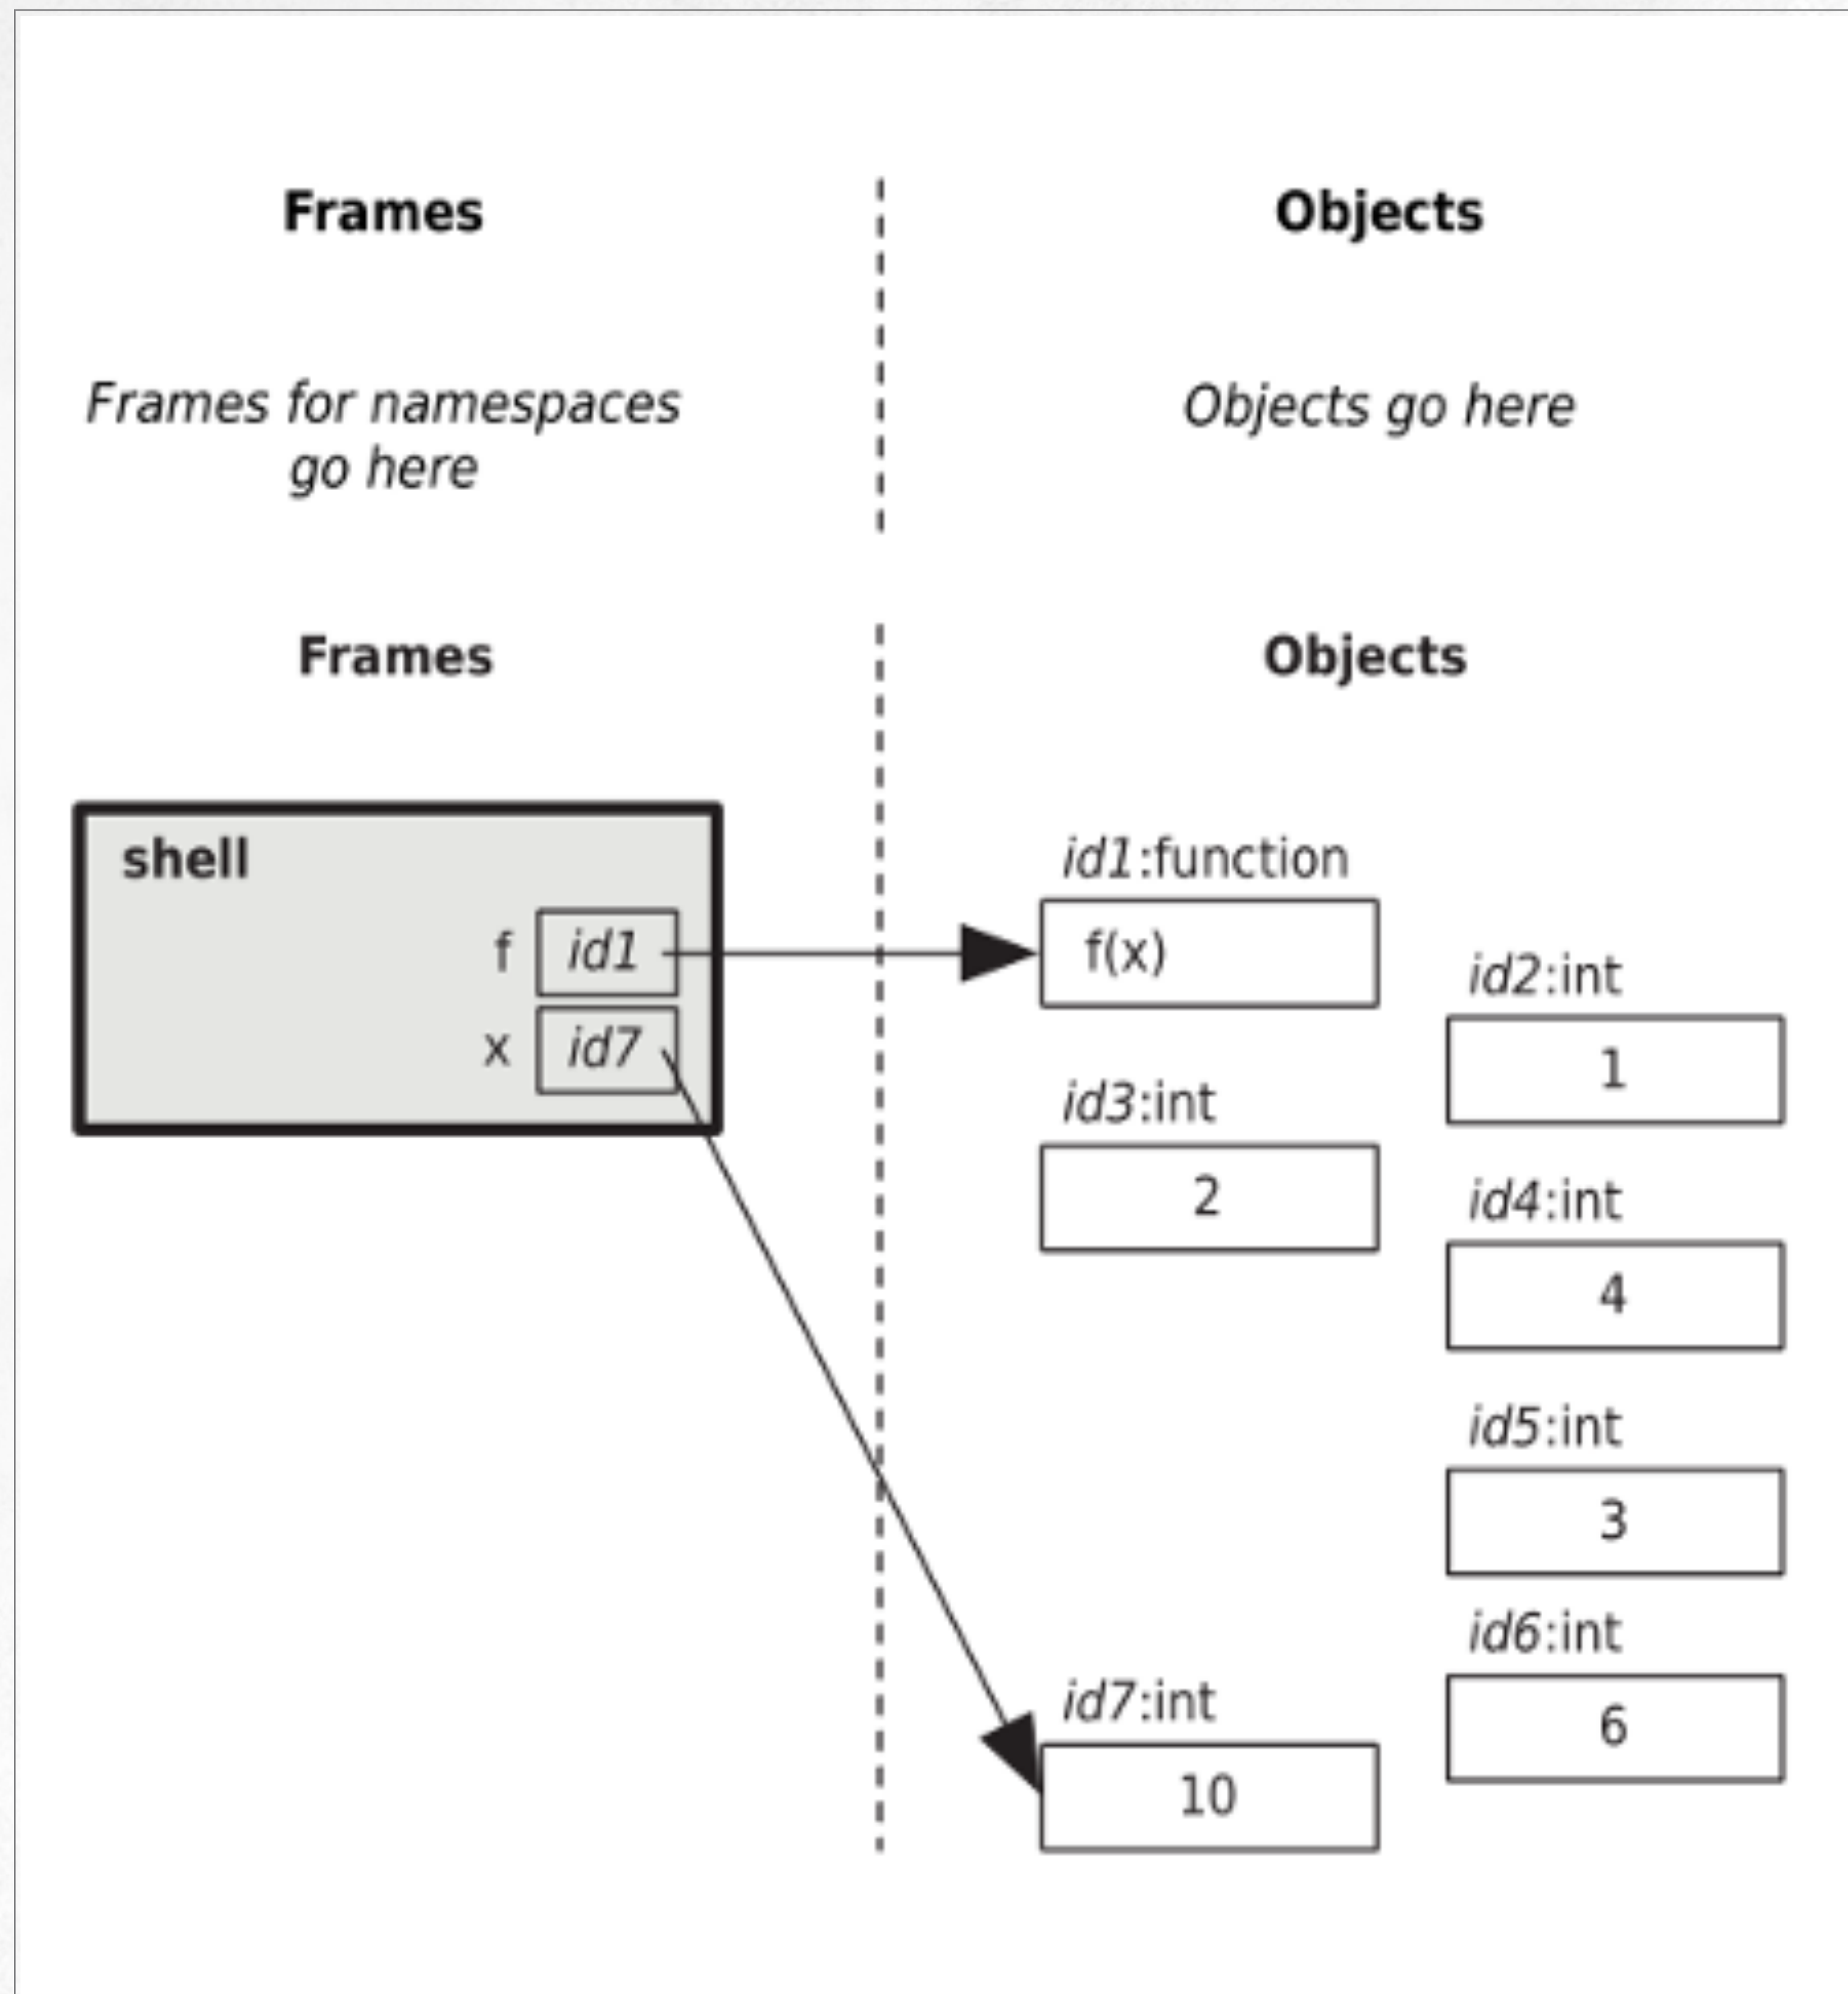 Frames
Objects
Frames for namespaces
go here
Objects go here
Frames
Objects
shell
f id1
x id7
id1:function
f(x)
id2:int
1
id3:int
2
id4:int
4
id5:int
3
id6:int
6
id7:int
10